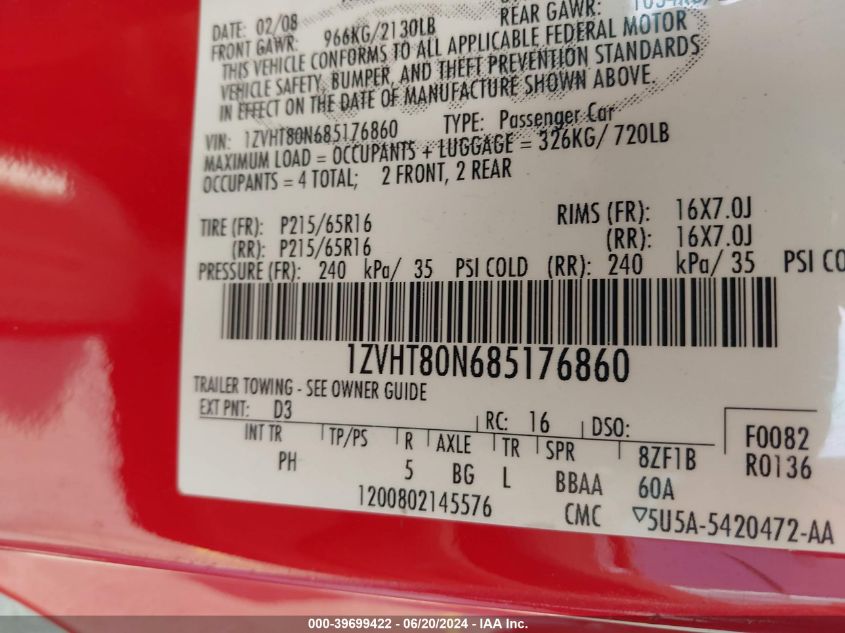 DATE: 02/08
FRONT GAWR: 966KG/2130LB REAR GAWR:
THIS VEHICLE CONFORMS TO ALL APPLICABLE FEDERAL MOTOR
VEHICLE SAFETY, BUMPER, AND THEFT PREVENTION STANDARDS
IN EFFECT ON THE DATE OF MANUFACTURE SHOWN ABOVE.
VIN: 1ZVHT80N685176860 TYPE: Passenger Car
MAXIMUM LOAD = OCCUPANTS + LUGGAGE = 326KG/ 720LB
OCCUPANTS = 4 TOTAL; 2 FRONT, 2 REAR
TIRE (FR): P215/65R16 RIMS (FR): 16X7.0J
(RR): P215/65R16 (RR): 16X7.0J
PRESSURE (FR): 240 kPa/ 35 PSI COLD (RR): 240 kPa/ 35 PSI CO
1ZVHT80N685176860
TRAILER TOWING - SEE OWNER GUIDE
EXT PNT: D3 RC: 16 DSO: F0082
INT TR TP/PS R AXLE TR SPR 8ZF1B R0136
PH 5 BG L BBAA 60A
1200802145576 CMC ▽5U5A-5420472-AA
000-39699422 - 06/20/2024 - IAA Inc.